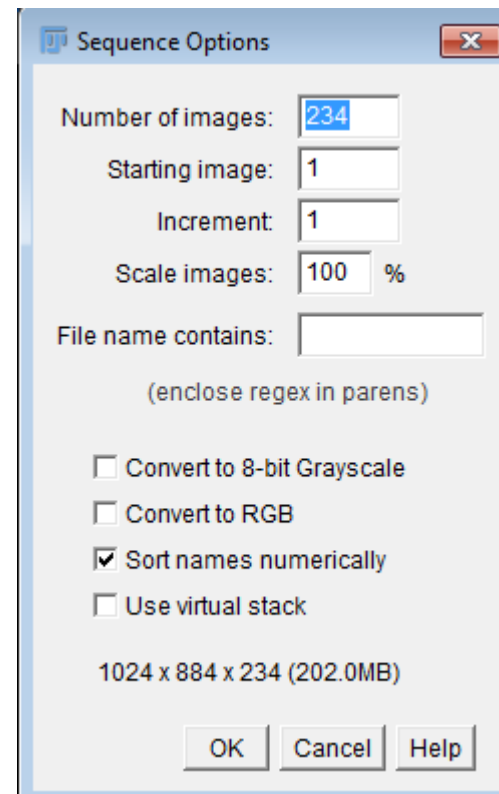 Sequence Options
Number of images: 234
Starting image: 1
Increment: 1
Scale images: 100 %
File name contains:
(enclose regex in parens)
Convert to 8-bit Grayscale
Convert to RGB
Sort names numerically
Use virtual stack
1024 x 884 x 234 (202.0MB)
OK Cancel Help